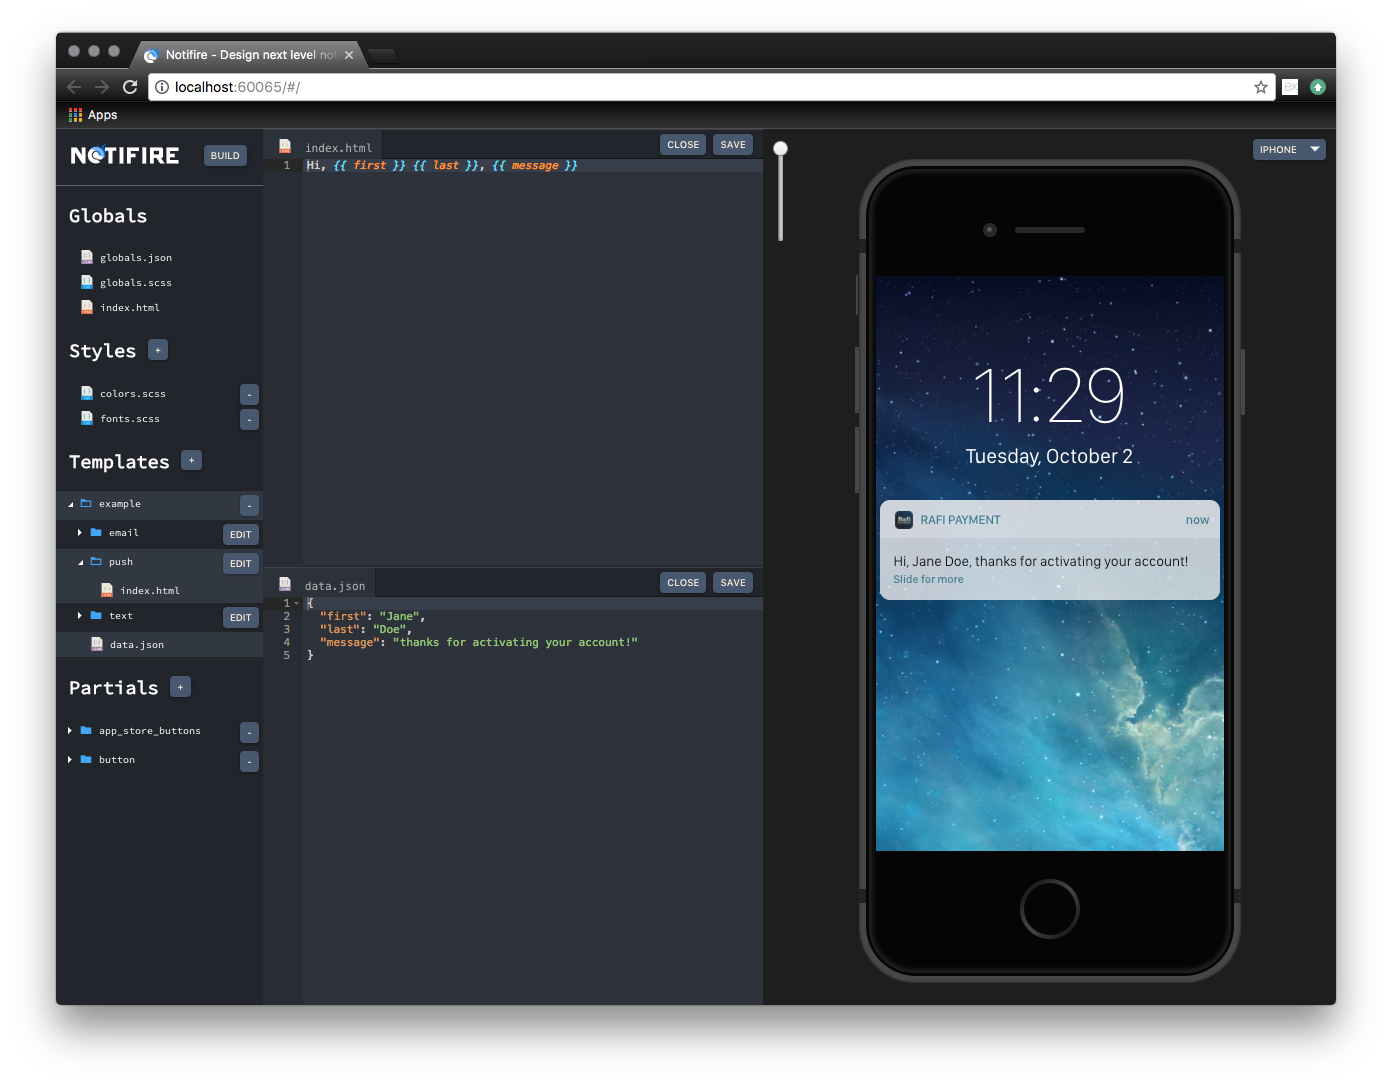 Notifire - Design next level not
localhost:60065/#/
Apps
NOTIFIRE
BUILD
Globals
globals.json
globals.scss
index.html
Styles
+
colors.scss
-
fonts.scss
-
Templates
+
example
-
email
EDIT
push
EDIT
index.html
text
EDIT
data.json
Partials
+
app_store_buttons
-
button
-
index.html
CLOSE
SAVE
1 Hi, {{ first }} {{ last }}, {{ message }}
data.json
CLOSE
SAVE
1 {
2 "first": "Jane",
3 "last": "Doe",
4 "message": "thanks for activating your account!"
5 }
IPHONE
11:29
Tuesday, October 2
RAFI PAYMENT
now
Hi, Jane Doe, thanks for activating your account!
Slide for more